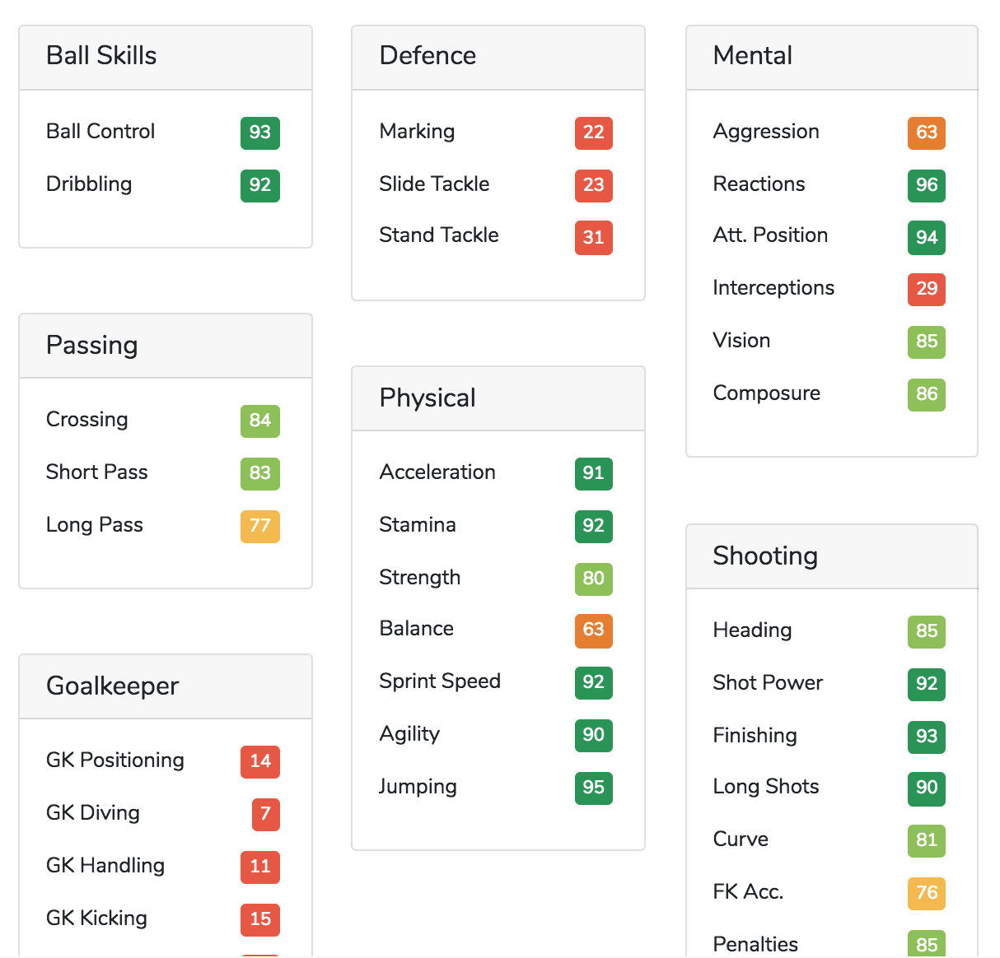 Ball Skills
Ball Control 93
Dribbling 92
Passing
Crossing 84
Short Pass 83
Long Pass 77
Goalkeeper
GK Positioning 14
GK Diving 7
GK Handling 11
GK Kicking 15
Defence
Marking 22
Slide Tackle 23
Stand Tackle 31
Physical
Acceleration 91
Stamina 92
Strength 80
Balance 63
Sprint Speed 92
Agility 90
Jumping 95
Mental
Aggression 63
Reactions 96
Att. Position 94
Interceptions 29
Vision 85
Composure 86
Shooting
Heading 85
Shot Power 92
Finishing 93
Long Shots 90
Curve 81
FK Acc. 76
Penalties 85